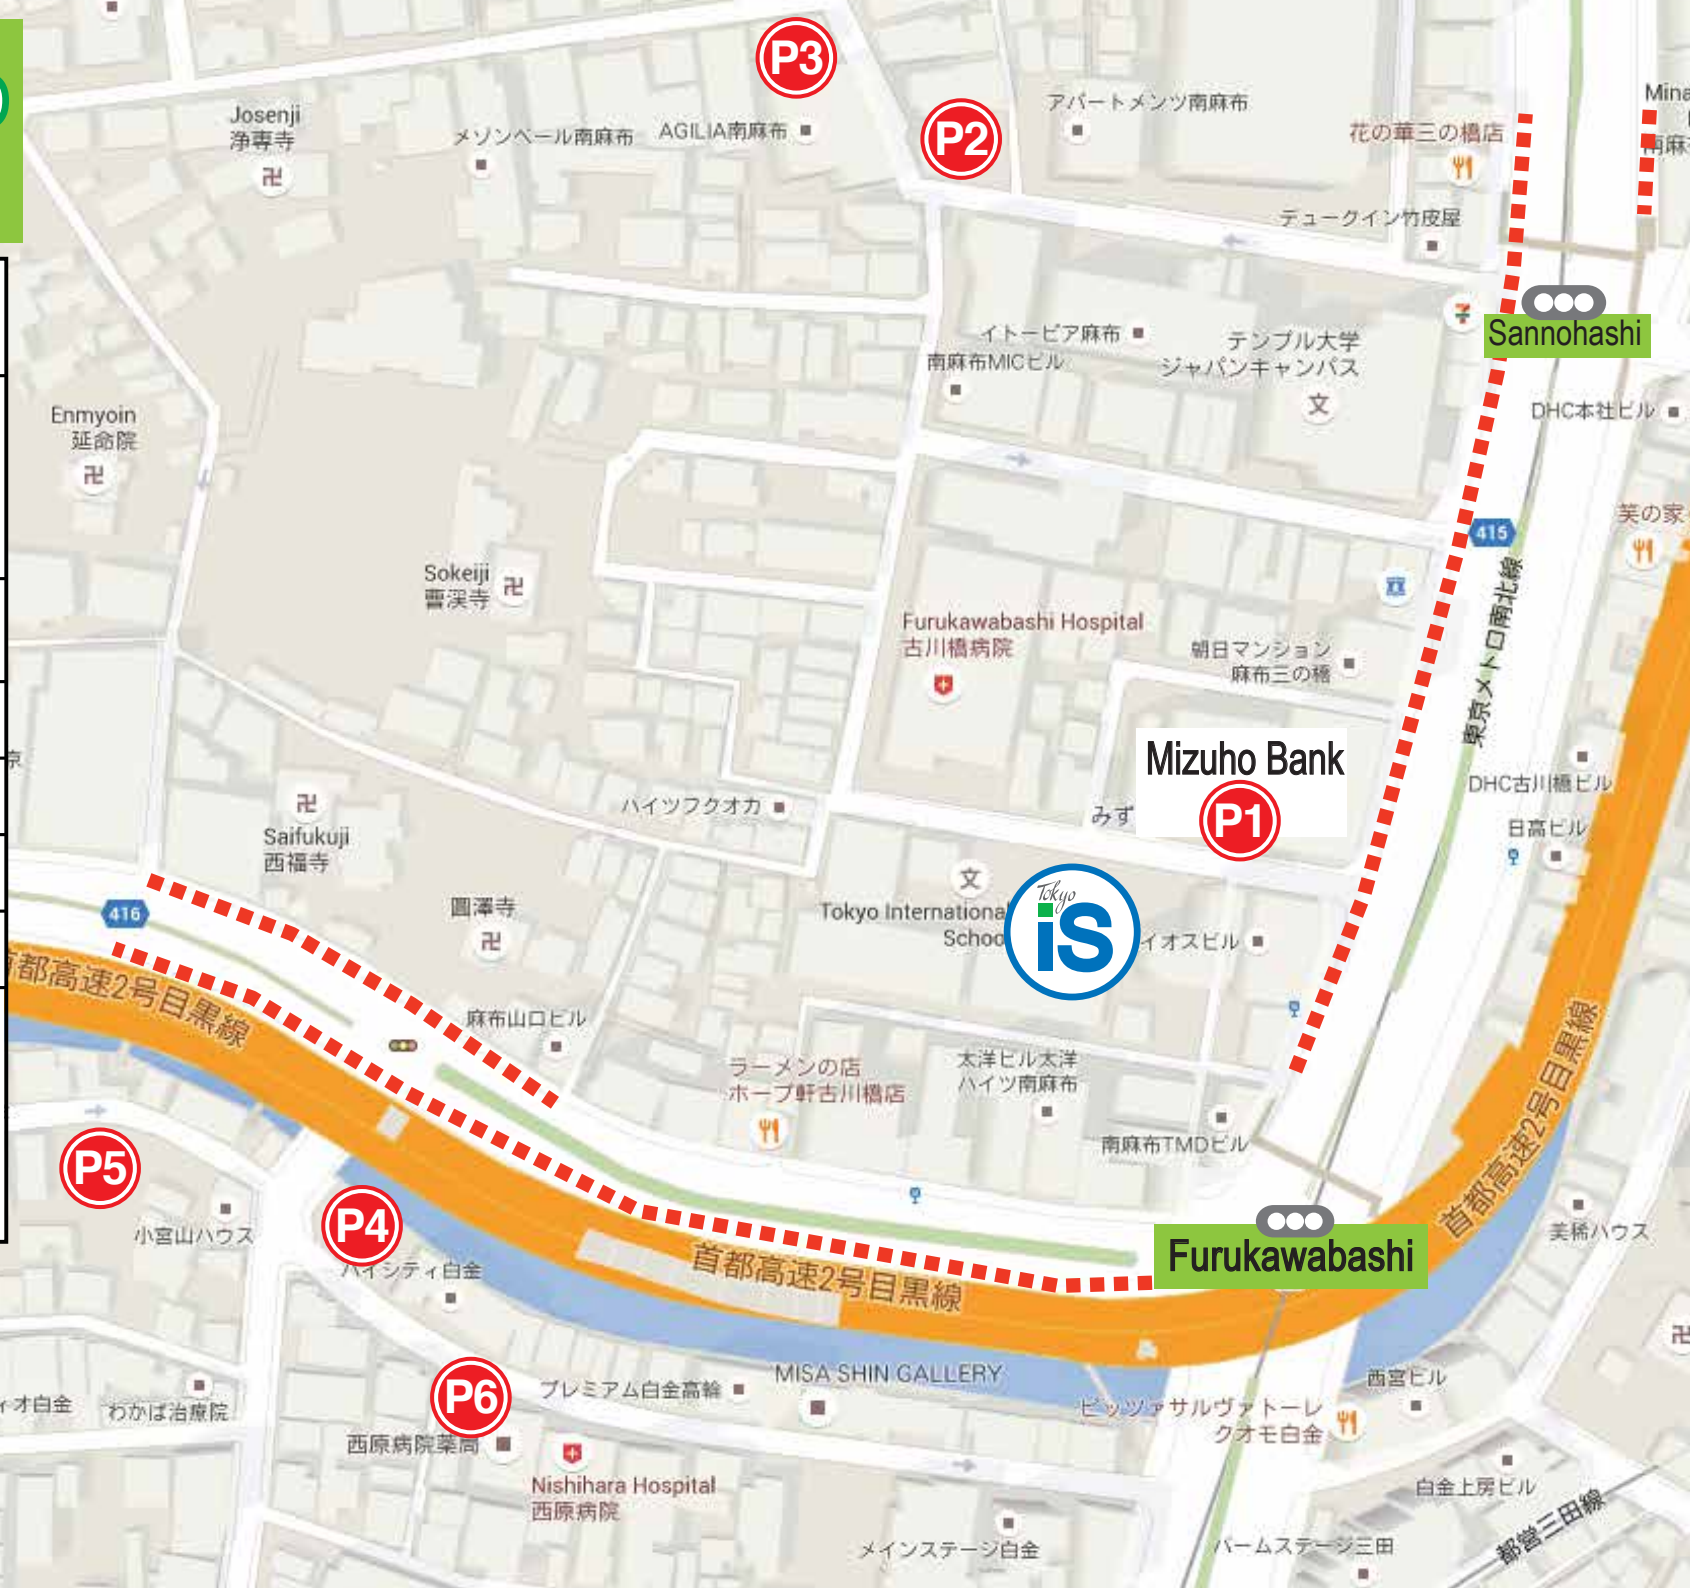 P3
P2
Josenji
浄専寺
メゾンベール南麻布
AGILIA南麻布
アパートメンツ南麻布
花の華三の橋店
Mina
南麻布
デュークイン竹皮屋
イトーピア麻布
南麻布MICビル
テンプル大学
ジャパンキャンパス
文
Sannohashi
DHC本社ビル
Enmyoin
延命院
Sokeiji
曹渓寺
415
笑の家
東京メトロ南北線
Furukawabashi Hospital
古川橋病院
朝日マンション
麻布三の橋
Mizuho Bank
P1
みず
ハイツフクオカ
DHC古川橋ビル
日高ビル
京
Saifukuji
西福寺
圓澤寺
416
文
Tokyo International
School
Tokyo
iS
イオスビル
首都高速2号目黒線
麻布山口ビル
ラーメンの店
ホープ軒古川橋店
太洋ビル太洋
ハイツ南麻布
南麻布TMDビル
首都高速2号目黒線
P5
P4
小宮山ハウス
ハイシティ白金
首都高速2号目黒線
Furukawabashi
美稀ハウス
P6
プレミアム白金高輪
MISA SHIN GALLERY
西宮ビル
ィオ白金
わかば治療院
西原病院薬局
Nishihara Hospital
西原病院
ピッツァサルヴァトーレ
クオモ白金
白金上房ビル
メインステージ白金
パームステージ三田
都営三田線